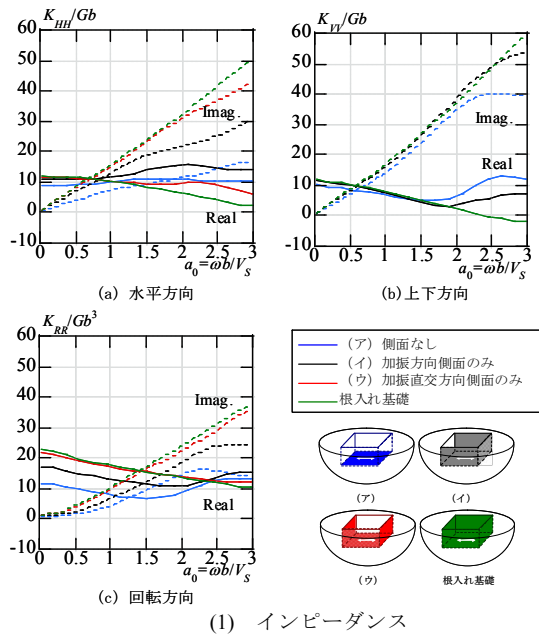 K_HH/Gb
60
50
40
30
20
10
0
-10
Imag.
Real
0 0.5 1 1.5 2 2.5 3
a_0=ωb/V_S
(a) 水平方向
K_VV/Gb
60
50
40
30
20
10
0
-10
Imag.
Real
0 0.5 1 1.5 2 2.5 3
a_0=ωb/V_S
(b)上下方向
K_RR/Gb^3
60
50
40
30
20
10
0
-10
Imag.
Real
0 0.5 1 1.5 2 2.5 3
a_0=ωb/V_S
(c) 回転方向
(ア) 側面なし
(イ) 加振方向側面のみ
(ウ) 加振直交方向側面のみ
根入れ基礎
(ア) (イ)
(ウ) 根入れ基礎
(1) インピーダンス